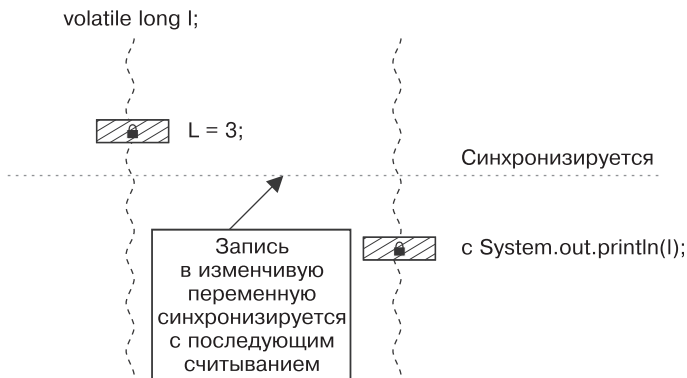 volatile long l;
L = 3;
Синхронизируется
Запись
в изменчивую
переменную
синхронизируется
с последующим
считыванием
с System.out.println(l);